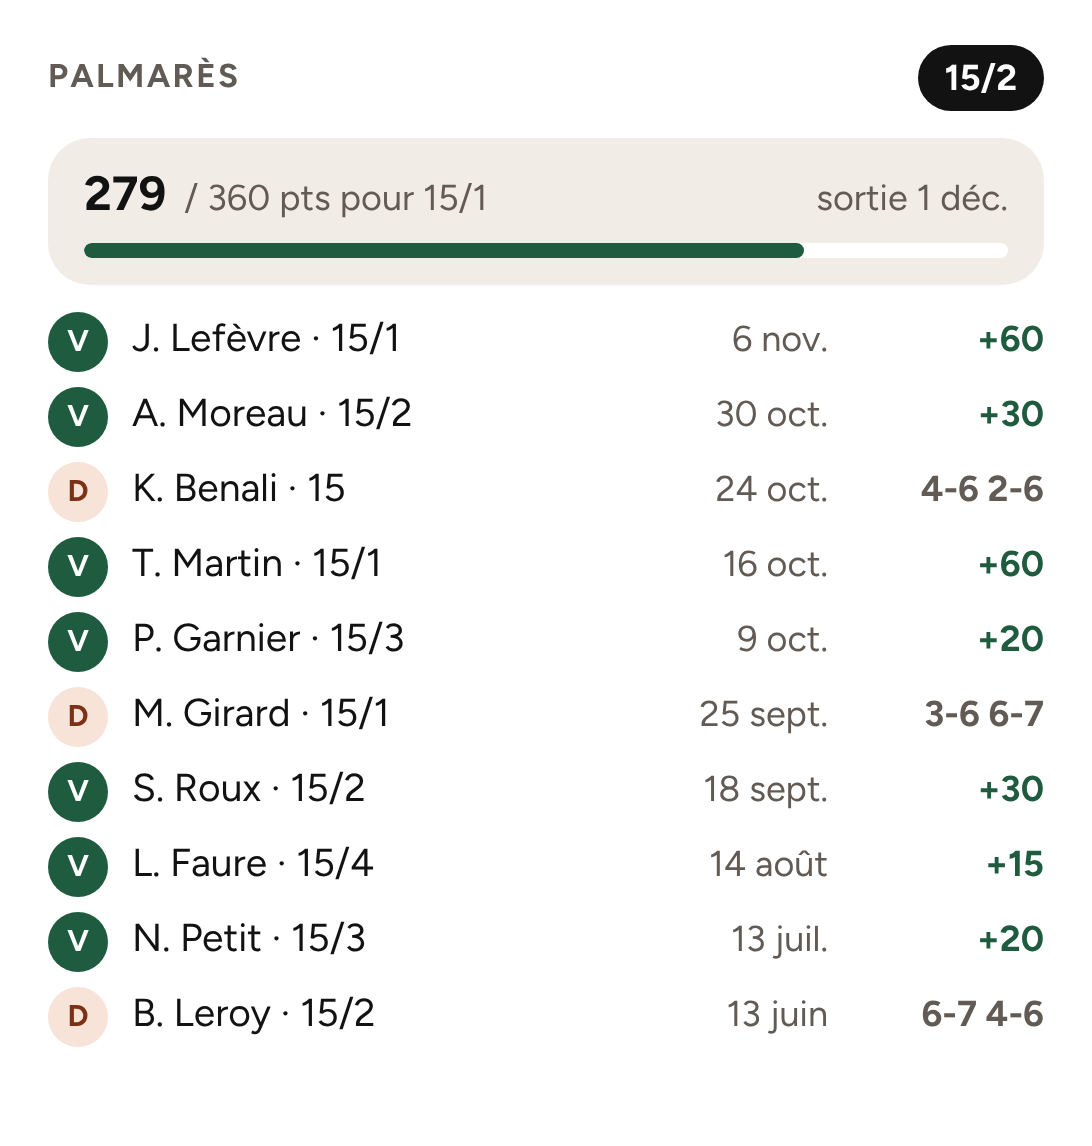 PALMARÈS 15/2
279 / 360 pts pour 15/1 sortie 1 déc.
V J. Lefèvre · 15/1 6 nov. +60
V A. Moreau · 15/2 30 oct. +30
D K. Benali · 15 24 oct. 4-6 2-6
V T. Martin · 15/1 16 oct. +60
V P. Garnier · 15/3 9 oct. +20
D M. Girard · 15/1 25 sept. 3-6 6-7
V S. Roux · 15/2 18 sept. +30
V L. Faure · 15/4 14 août +15
V N. Petit · 15/3 13 juil. +20
D B. Leroy · 15/2 13 juin 6-7 4-6